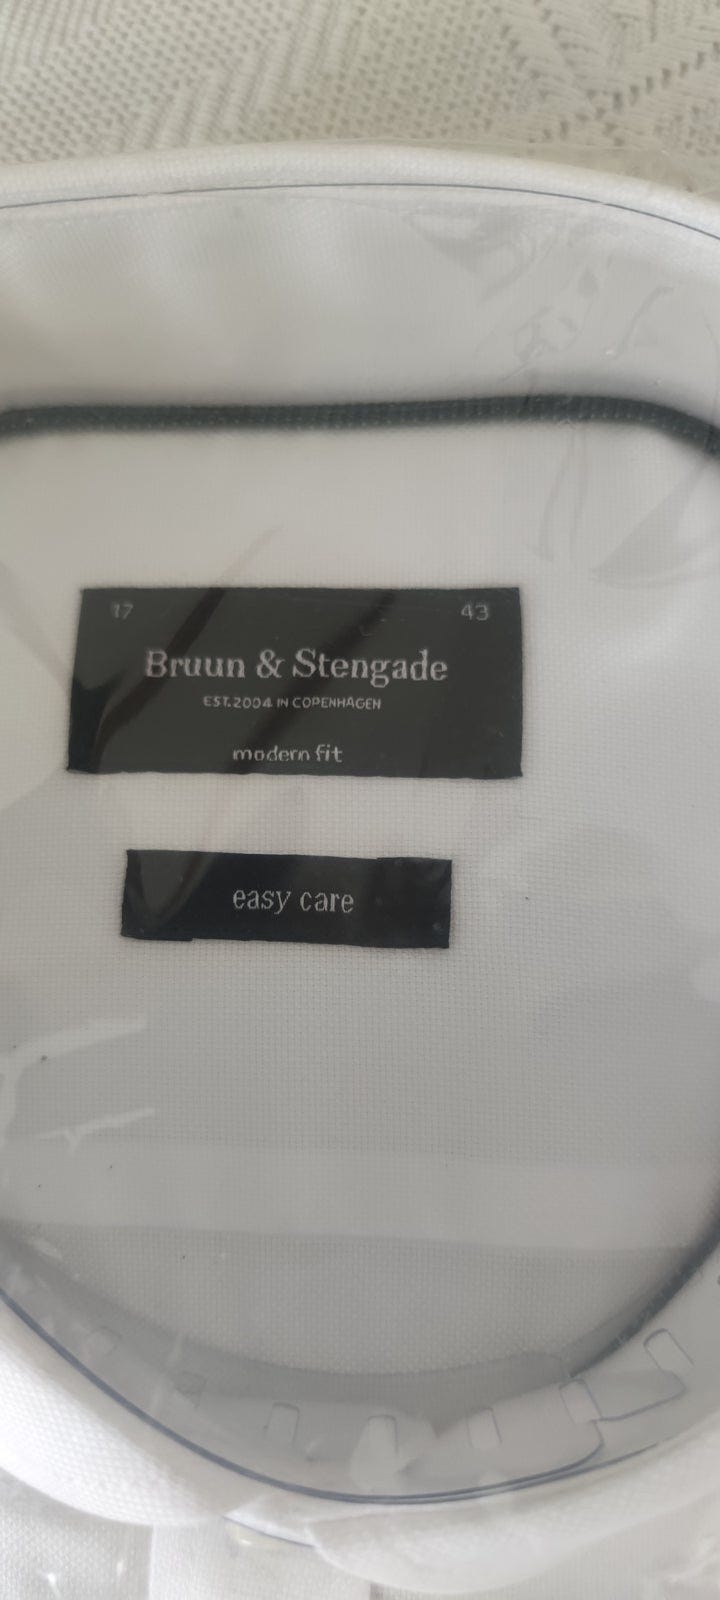 17 43
Bruun & Stengade
EST.2004 IN COPENHAGEN
modern fit
easy care